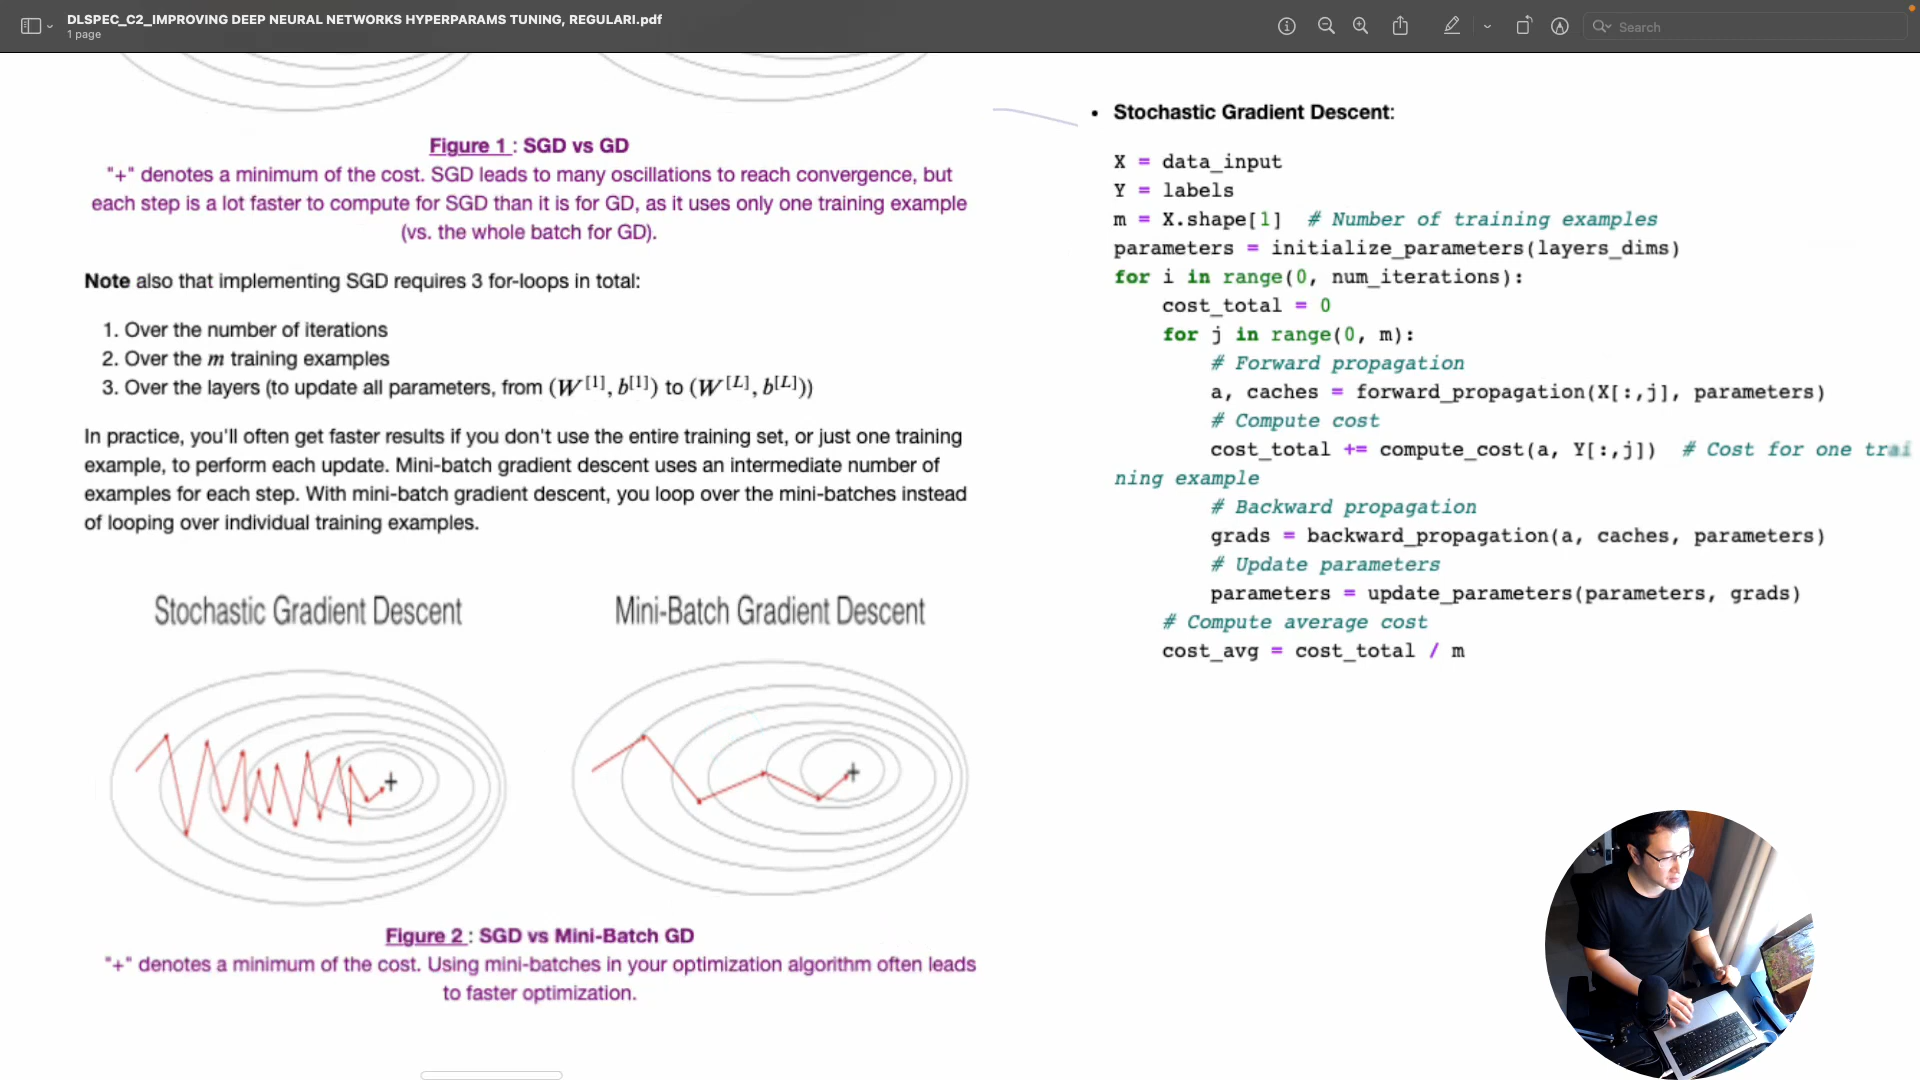 DLSPEC_C2_IMPROVING DEEP NEURAL NETWORKS HYPERPARAMS TUNING, REGULARI.pdf
1 page
Search
Figure 1 : SGD vs GD
"+" denotes a minimum of the cost. SGD leads to many oscillations to reach convergence, but
each step is a lot faster to compute for SGD than it is for GD, as it uses only one training example
(vs. the whole batch for GD).
Note also that implementing SGD requires 3 for-loops in total:
1. Over the number of iterations
2. Over the m training examples
3. Over the layers (to update all parameters, from (W^[1], b^[1]) to (W^[L], b^[L]))
In practice, you'll often get faster results if you don't use the entire training set, or just one training
example, to perform each update. Mini-batch gradient descent uses an intermediate number of
examples for each step. With mini-batch gradient descent, you loop over the mini-batches instead
of looping over individual training examples.
Stochastic Gradient Descent
Mini-Batch Gradient Descent
+
+
Figure 2 : SGD vs Mini-Batch GD
"+" denotes a minimum of the cost. Using mini-batches in your optimization algorithm often leads
to faster optimization.
• Stochastic Gradient Descent:
X = data_input
Y = labels
m = X.shape[1]  # Number of training examples
parameters = initialize_parameters(layers_dims)
for i in range(0, num_iterations):
    cost_total = 0
    for j in range(0, m):
        # Forward propagation
        a, caches = forward_propagation(X[:,j], parameters)
        # Compute cost
        cost_total += compute_cost(a, Y[:,j])  # Cost for one trai
ning example
        # Backward propagation
        grads = backward_propagation(a, caches, parameters)
        # Update parameters
        parameters = update_parameters(parameters, grads)
    # Compute average cost
    cost_avg = cost_total / m